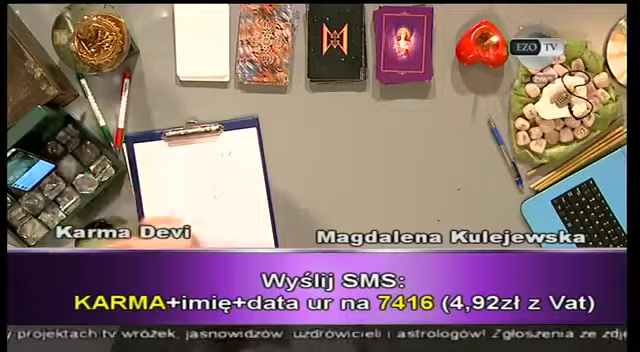 EZO TV
Karma Devi
Magdalena Kulejewska
Wyślij SMS:
KARMA+imię+data ur na 7416 (4,92zł z Vat)
projektach tv wróżek, jasnowidzów, uzdrowicieli i astrologów! Zgłoszenia ze zdję